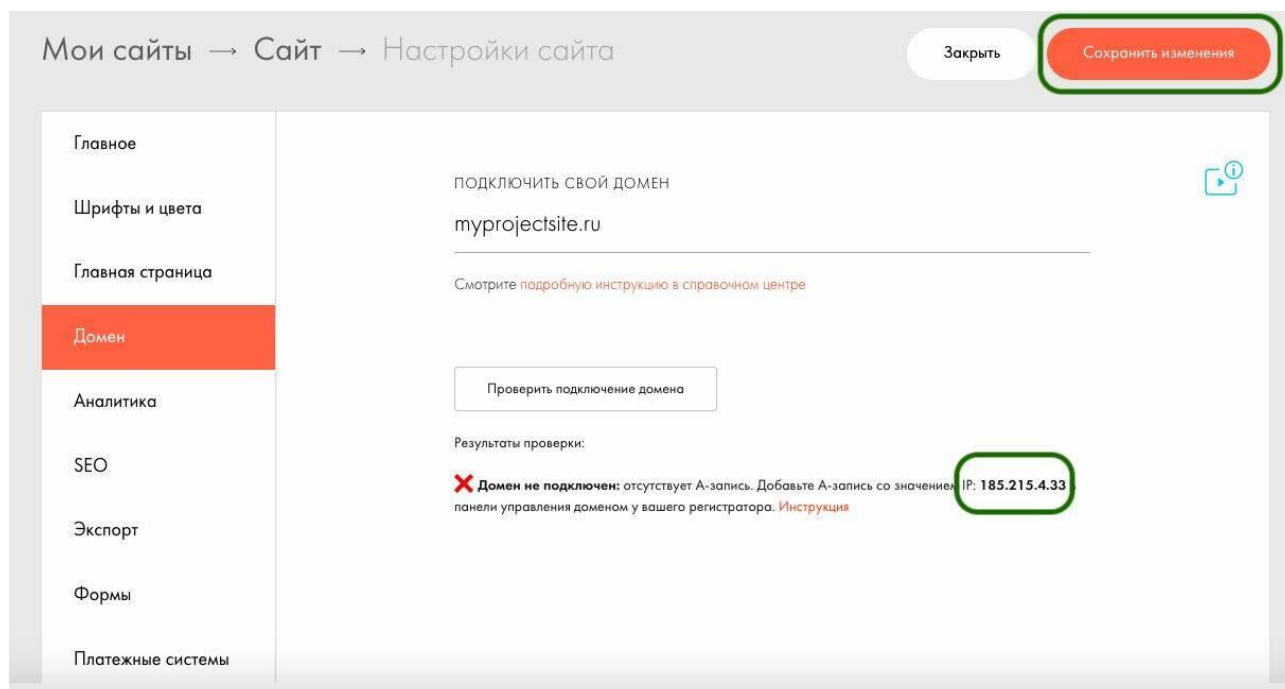 Мои сайты → Сайт → Настройки сайта
Закрыть
Сохранить изменения
Главное
Шрифты и цвета
Главная страница
Домен
Аналитика
SEO
Экспорт
Формы
Платежные системы
ПОДКЛЮЧИТЬ СВОЙ ДОМЕН
myprojectsite.ru
Смотрите подробную инструкцию в справочном центре
Проверить подключение домена
Результаты проверки:
❌ Домен не подключен: отсутствует А-запись. Добавьте А-запись со значением IP: 185.215.4.33
панели управления доменом у вашего регистратора. Инструкция